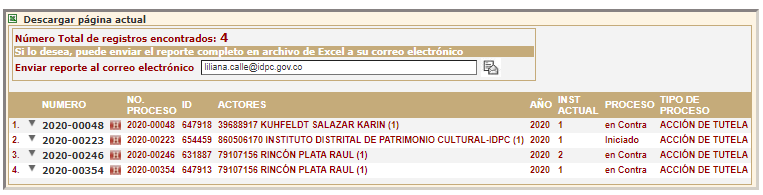 Descargar página actual
Número Total de registros encontrados: 4
Si lo desea, puede enviar el reporte completo en archivo de Excel a su correo electrónico
Enviar reporte al correo electrónico liliana.calle@idpc.gov.co
NUMERO NO. PROCESO ID ACTORES AÑO INST ACTUAL PROCESO TIPO DE PROCESO
1. 2020-00048 H 2020-00048 647918 39688917 KUHFELDT SALAZAR KARIN (1) 2020 1 en Contra ACCIÓN DE TUTELA
2. 2020-00223 H 2020-00223 654459 860506170 INSTITUTO DISTRITAL DE PATRIMONIO CULTURAL-IDPC (1) 2020 1 Iniciado ACCIÓN DE TUTELA
3. 2020-00246 H 2020-00246 631887 79107156 RINCÓN PLATA RAUL (1) 2020 2 en Contra ACCIÓN DE TUTELA
4. 2020-00354 H 2020-00354 647913 79107156 RINCÓN PLATA RAUL (1) 2020 1 en Contra ACCIÓN DE TUTELA